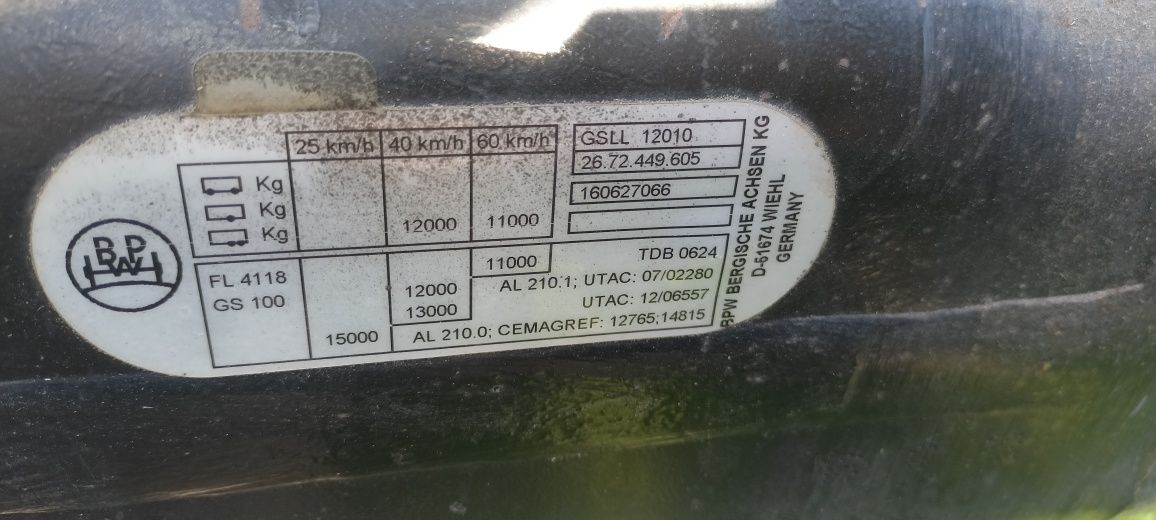 BPW
25 km/h 40 km/h 60 km/h
Kg
Kg
Kg
12000 11000
GSLL 12010
26.72.449.605
160627066
FL 4118
GS 100
11000 TDB 0624
12000 AL 210.1; UTAC: 07/02280
13000 UTAC: 12/06557
15000 AL 210.0; CEMAGREF: 12765;14815
BPW BERGISCHE ACHSEN KG
D-51674 WIEHL
GERMANY